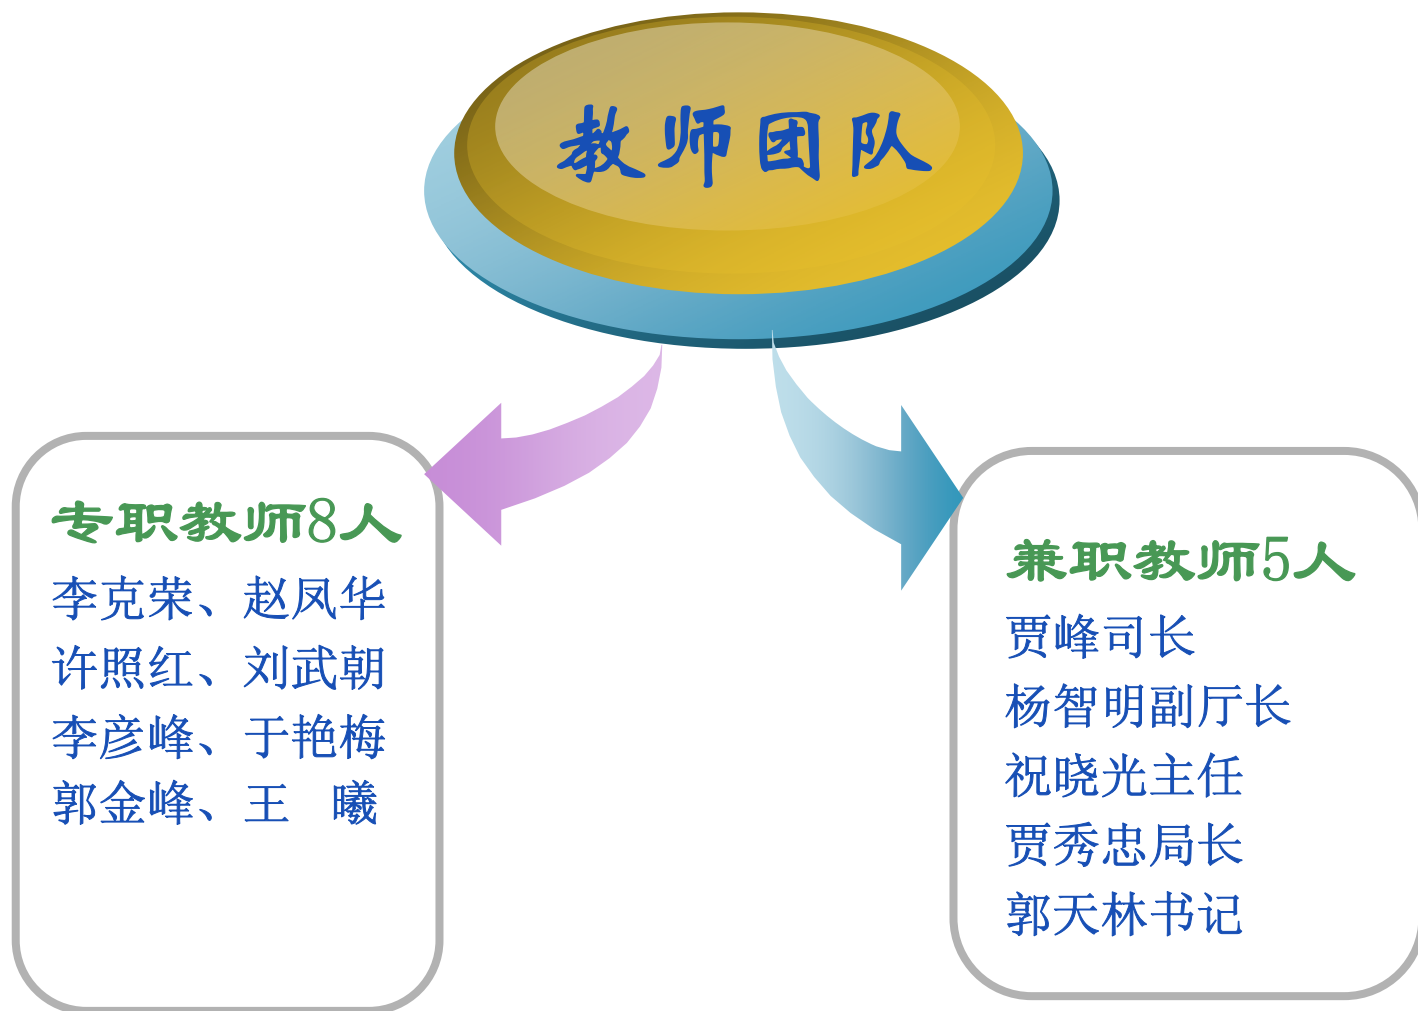 教师团队
专职教师8人
李克荣、赵凤华
许照红、刘武朝
李彦峰、于艳梅
郭金峰、王　曦
兼职教师5人
贾峰司长
杨智明副厅长
祝晓光主任
贾秀忠局长
郭天林书记